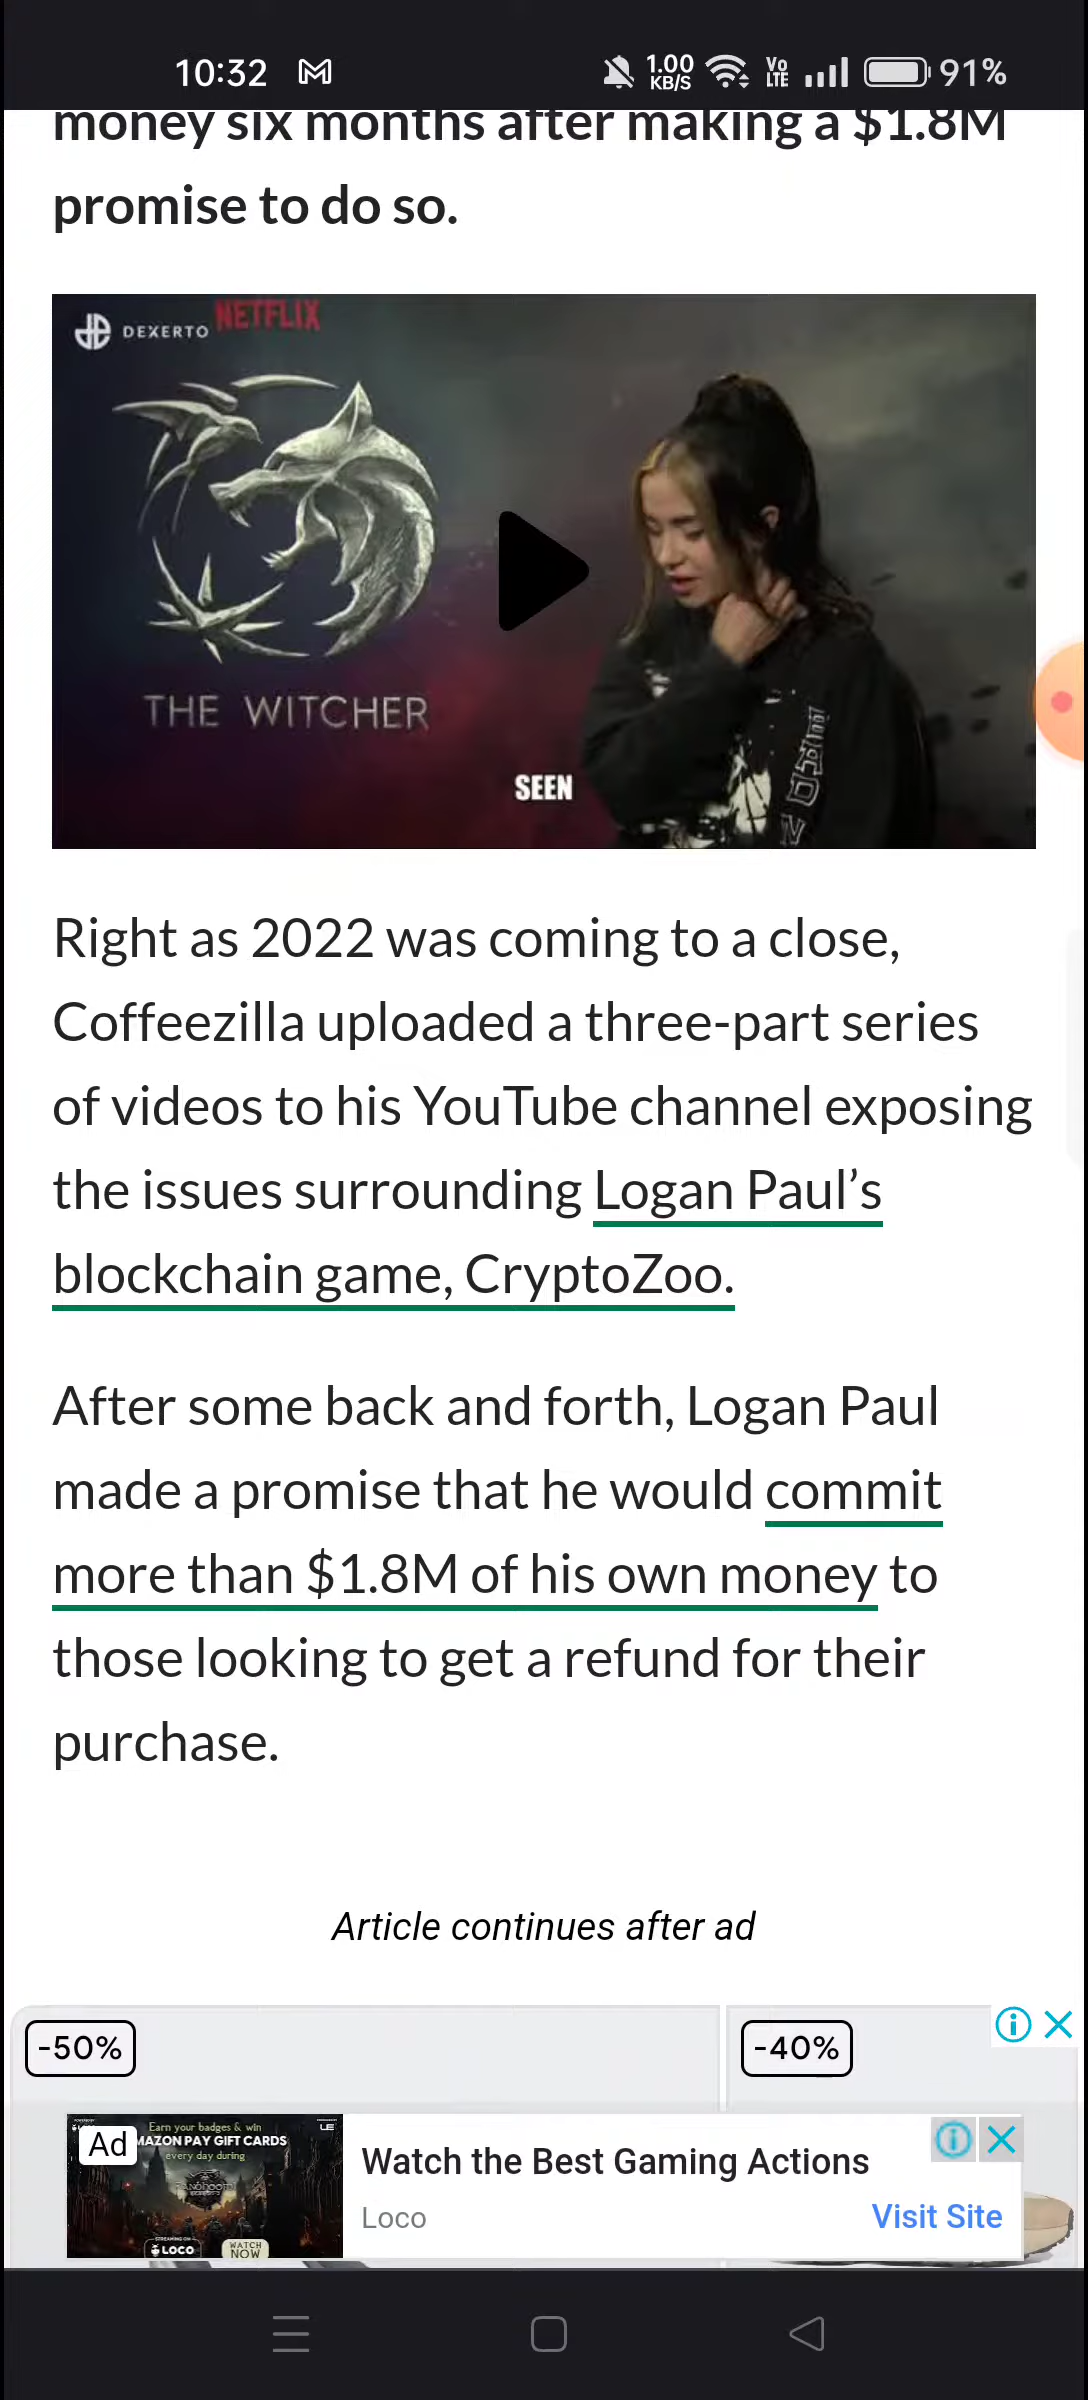 10:32
1.00 KB/S
Vo LTE
91%
money six months after making a $1.8M
promise to do so.
DEXERTO
NETFLIX
THE WITCHER
SEEN
Right as 2022 was coming to a close,
Coffeezilla uploaded a three-part series
of videos to his YouTube channel exposing
the issues surrounding Logan Paul’s
blockchain game, CryptoZoo.
After some back and forth, Logan Paul
made a promise that he would commit
more than $1.8M of his own money to
those looking to get a refund for their
purchase.
Article continues after ad
-50%
-40%
Ad
Earn your badges & win
MAZON PAY GIFT CARDS
every day during
STREAMING ON
LOCO
WATCH
NOW
Watch the Best Gaming Actions
Loco
Visit Site